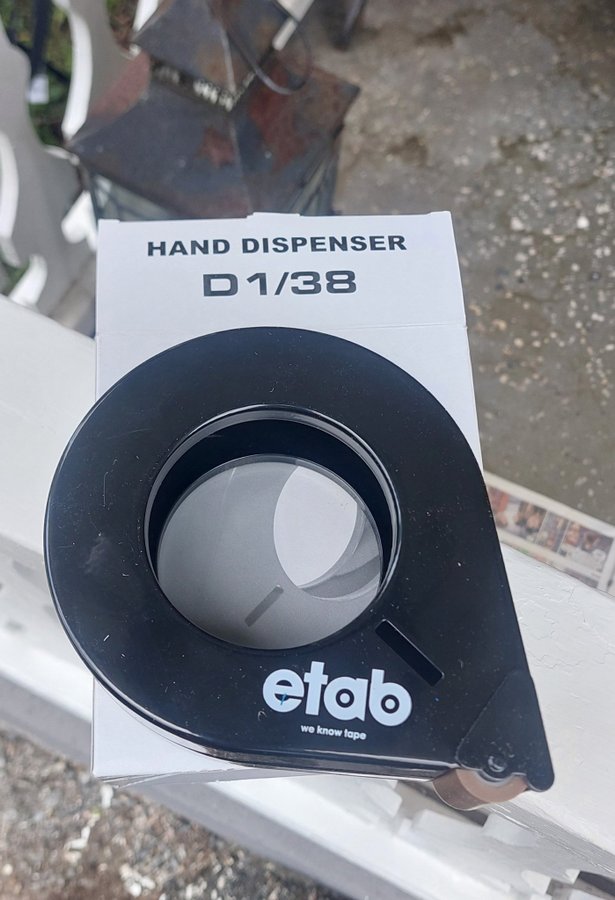 HAND DISPENSER
D1/38
etab
we know tape